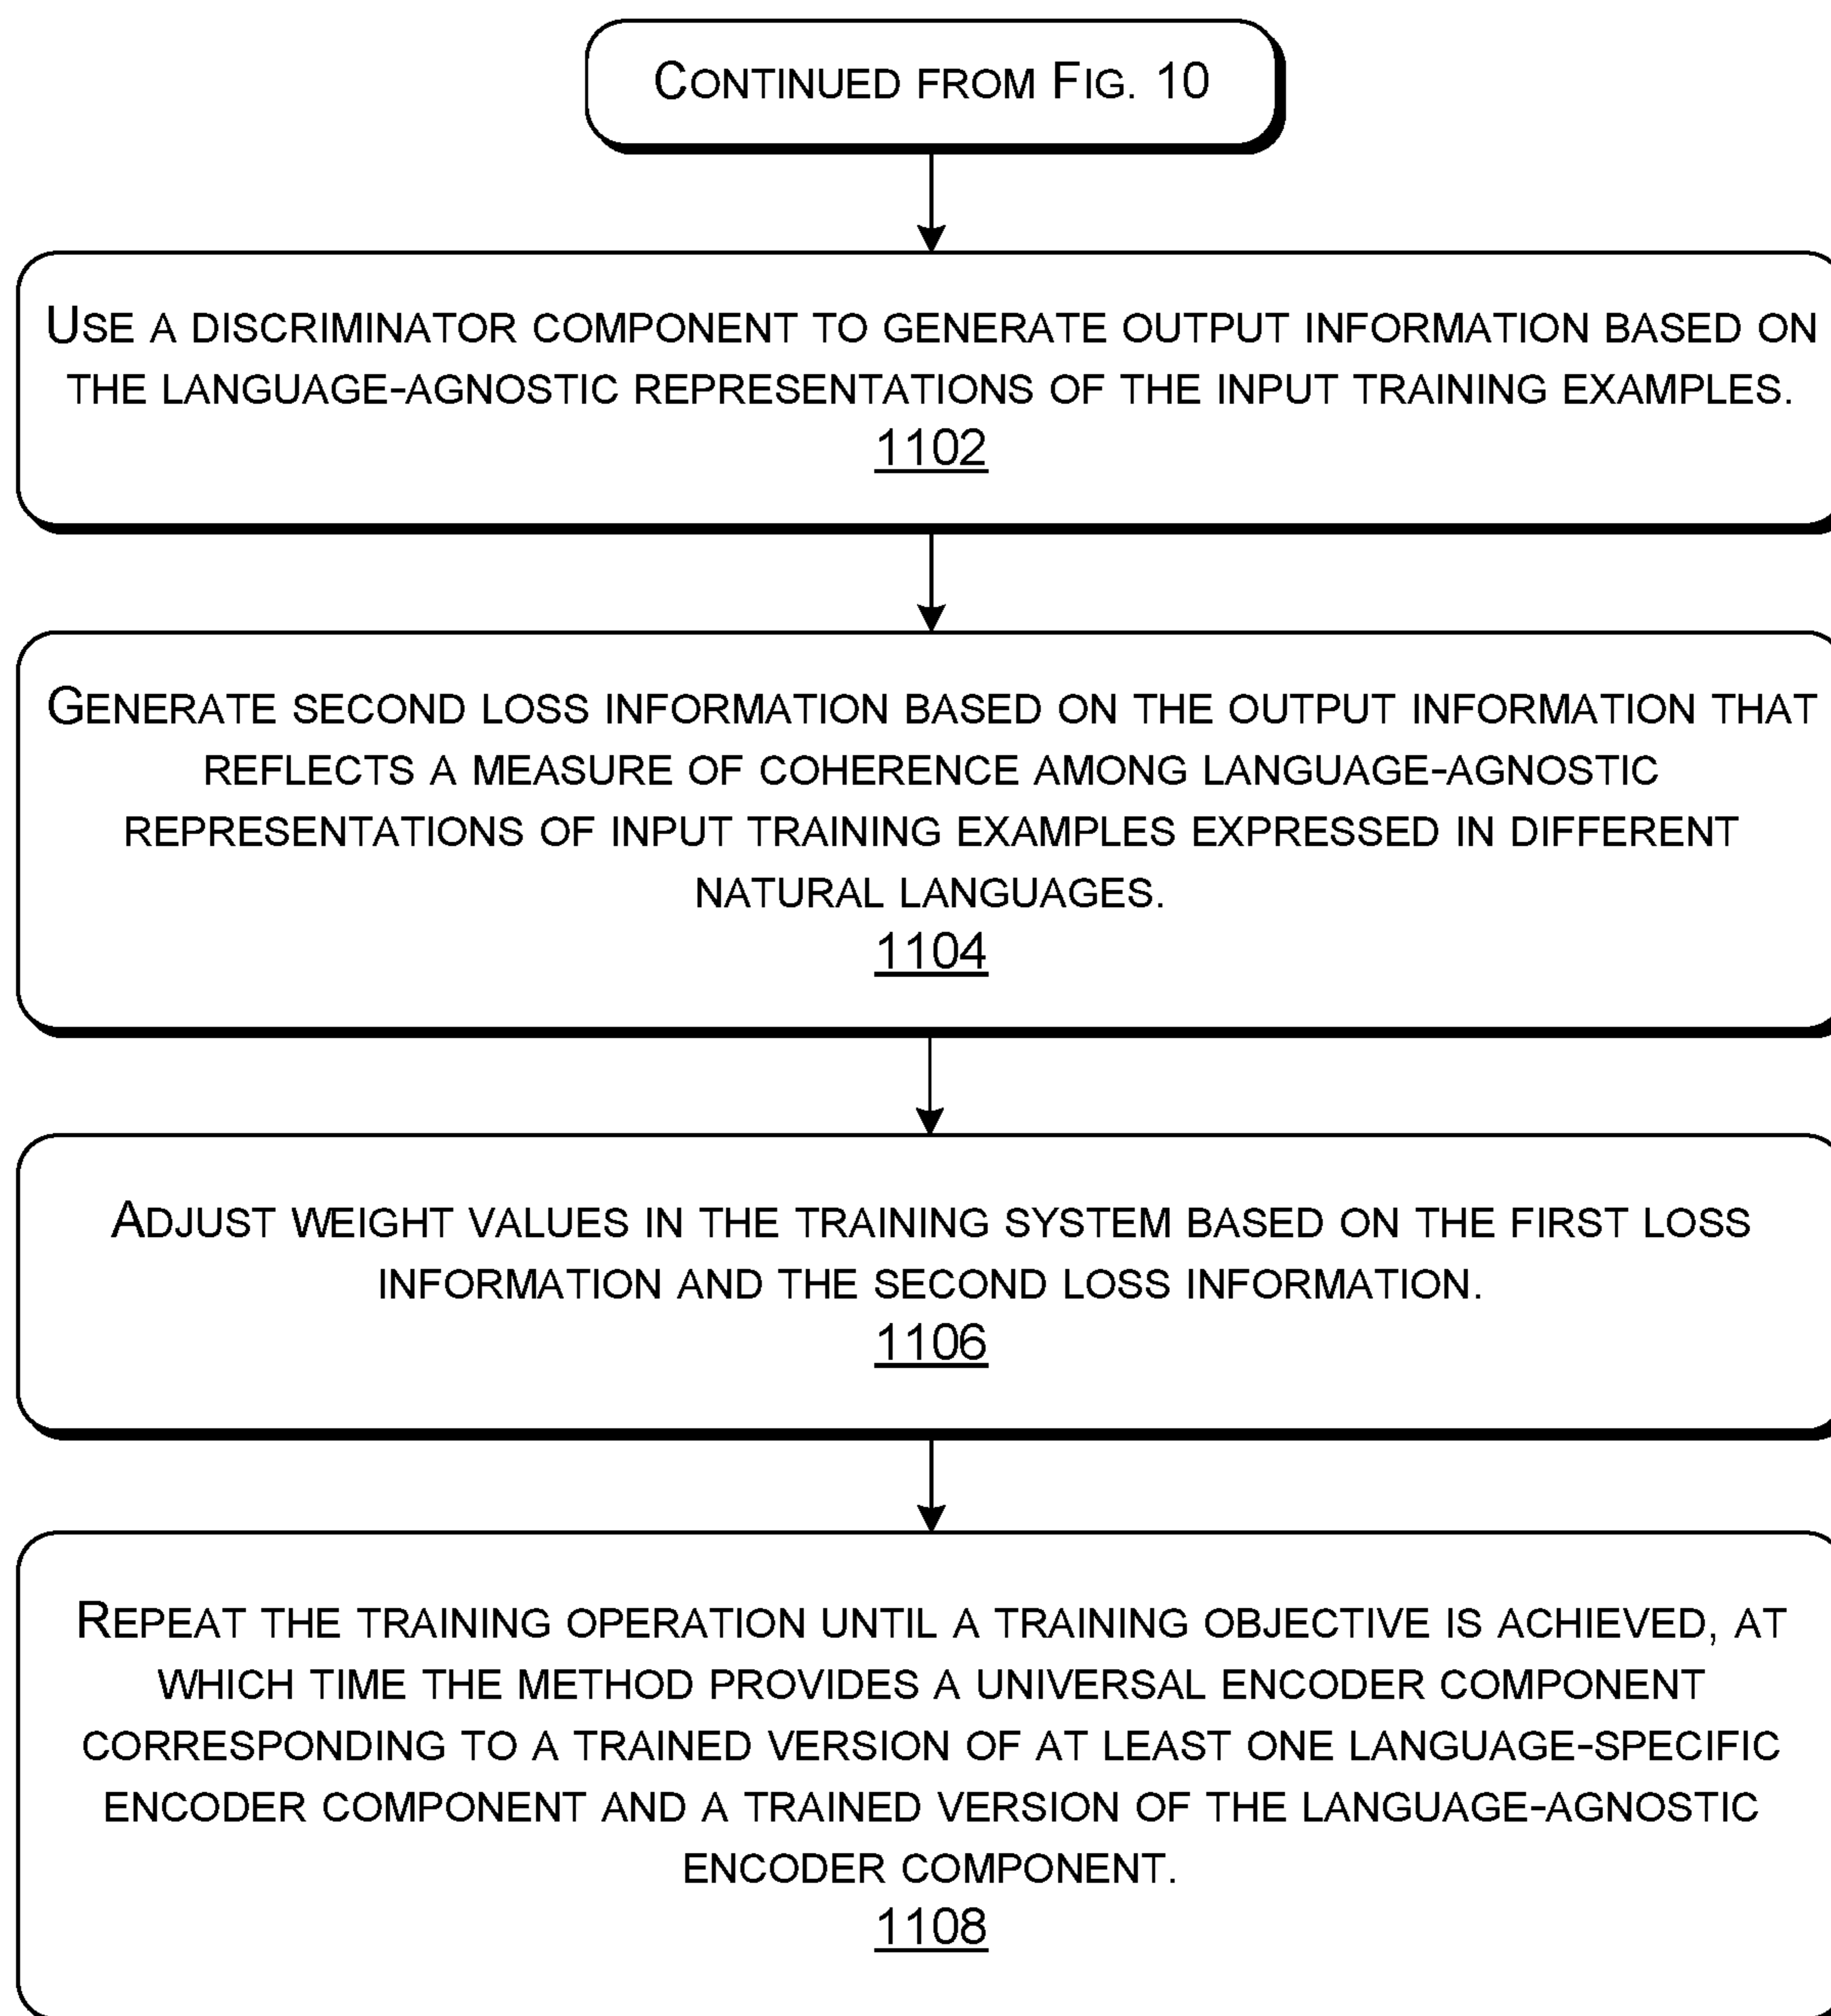 CONTINUED FROM FIG. 10
USE A DISCRIMINATOR COMPONENT TO GENERATE OUTPUT INFORMATION BASED ON
THE LANGUAGE-AGNOSTIC REPRESENTATIONS OF THE INPUT TRAINING EXAMPLES.
1102
GENERATE SECOND LOSS INFORMATION BASED ON THE OUTPUT INFORMATION THAT
REFLECTS A MEASURE OF COHERENCE AMONG LANGUAGE-AGNOSTIC
REPRESENTATIONS OF INPUT TRAINING EXAMPLES EXPRESSED IN DIFFERENT
NATURAL LANGUAGES.
1104
ADJUST WEIGHT VALUES IN THE TRAINING SYSTEM BASED ON THE FIRST LOSS
INFORMATION AND THE SECOND LOSS INFORMATION.
1106
REPEAT THE TRAINING OPERATION UNTIL A TRAINING OBJECTIVE IS ACHIEVED, AT
WHICH TIME THE METHOD PROVIDES A UNIVERSAL ENCODER COMPONENT
CORRESPONDING TO A TRAINED VERSION OF AT LEAST ONE LANGUAGE-SPECIFIC
ENCODER COMPONENT AND A TRAINED VERSION OF THE LANGUAGE-AGNOSTIC
ENCODER COMPONENT.
1108